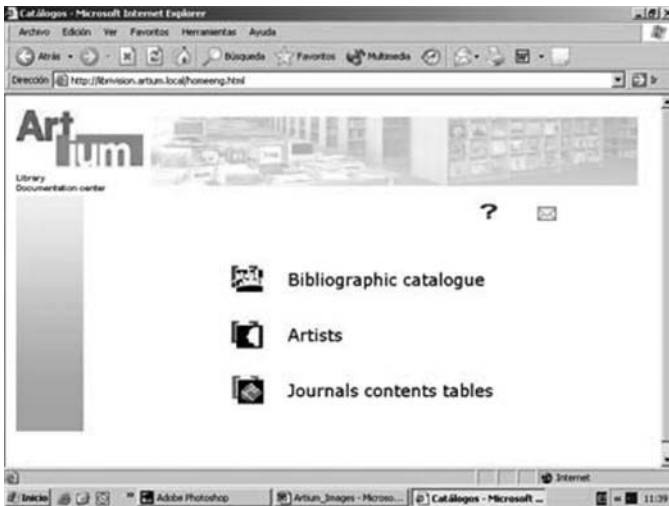 Catálogos - Microsoft Internet Explorer
Archivo Edición Ver Favoritos Herramientas Ayuda
Atrás Búsqueda Favoritos Multimedia
Dirección http://librivision.artium.local/homeeng.html
Artium
Library
Documentation center
?
Bibliographic catalogue
Artists
Journals contents tables
Internet
Inicio » Adobe Photoshop Artium_Images - Microso... Catálogos - Microsoft ... « 11:39